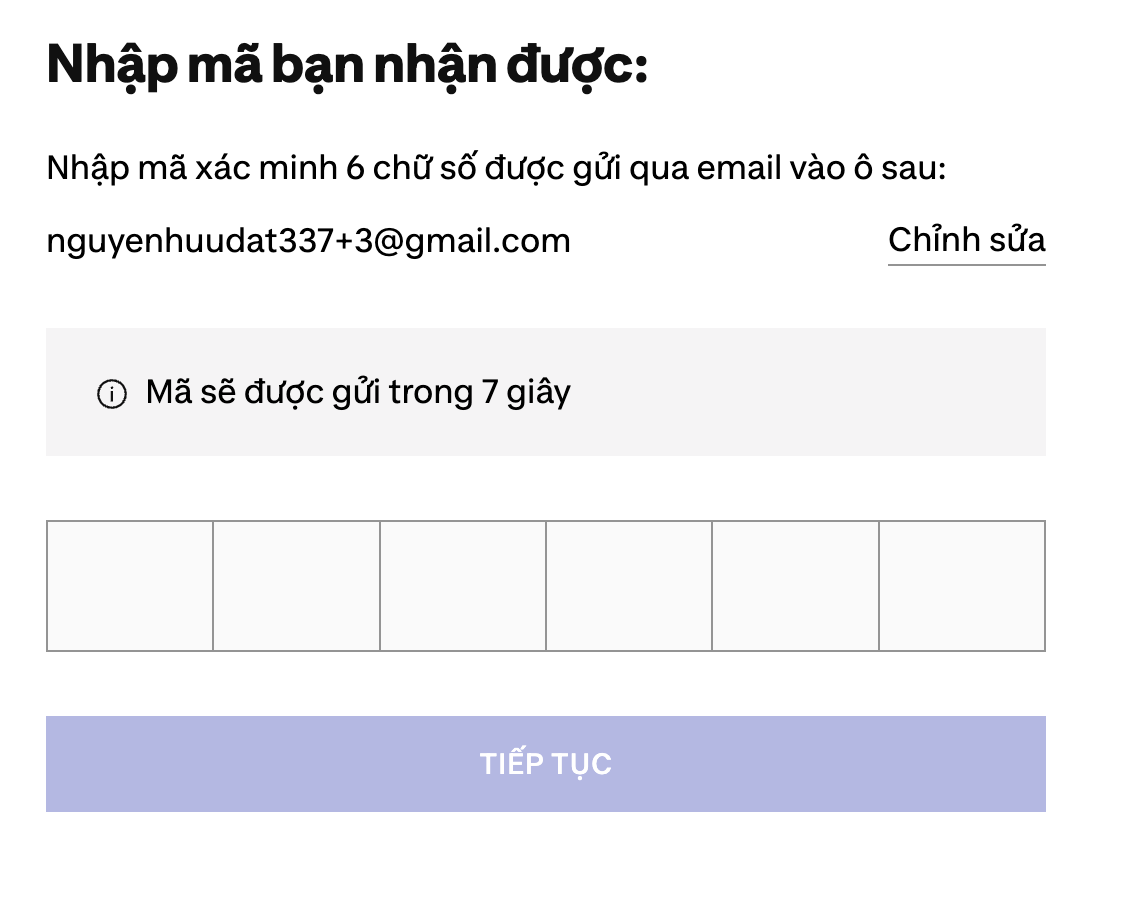 Nhập mã bạn nhận được:
Nhập mã xác minh 6 chữ số được gửi qua email vào ô sau:
nguyenhuudat337+3@gmail.com Chỉnh sửa
Mã sẽ được gửi trong 7 giây
TIẾP TỤC